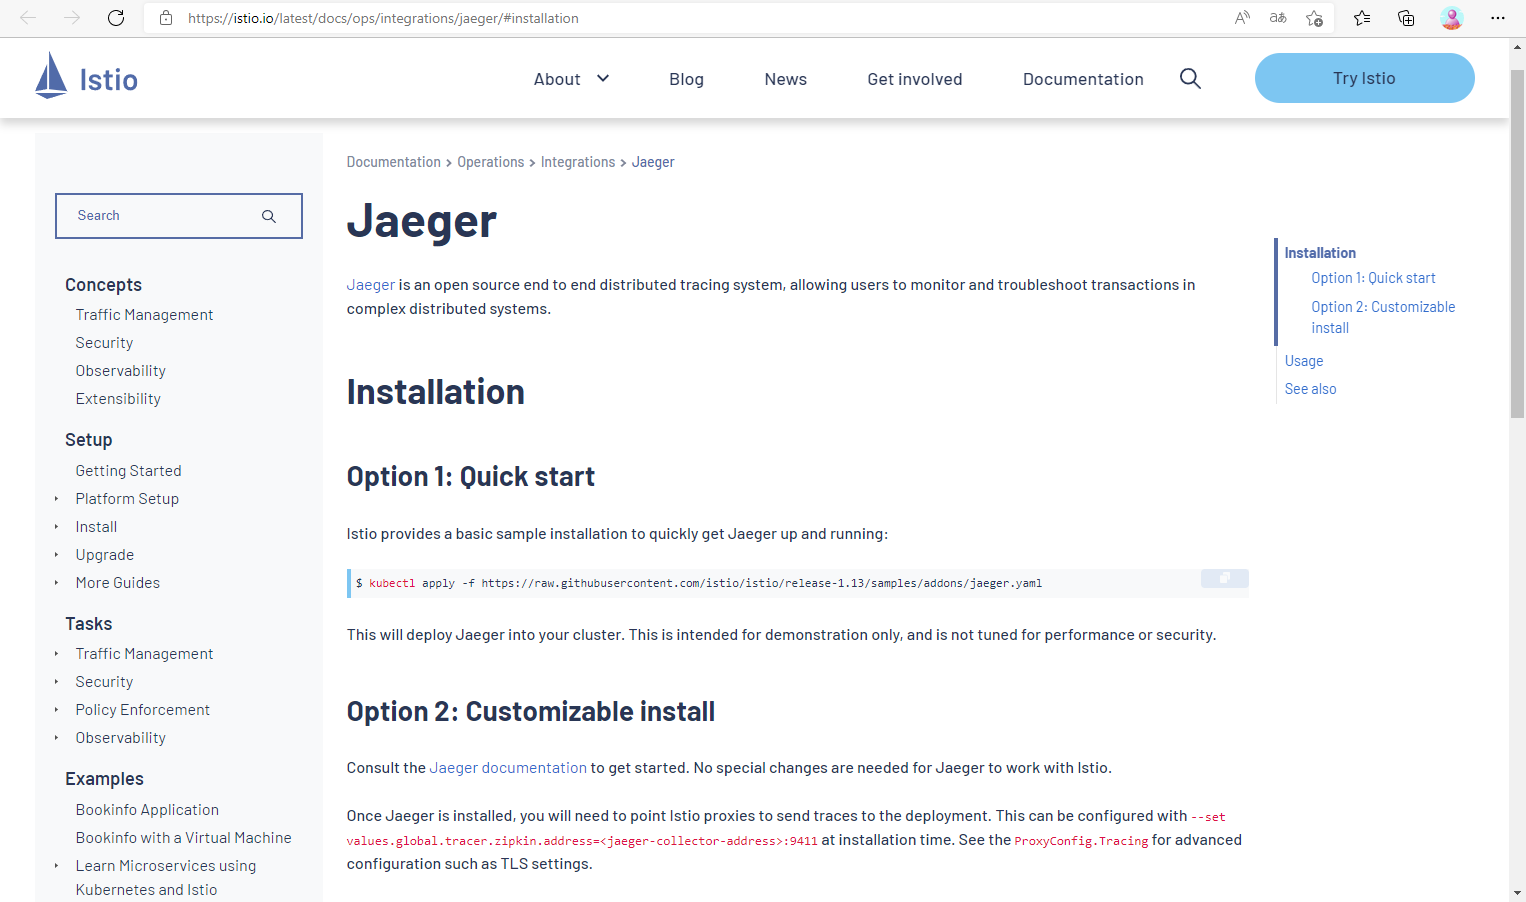 https://istio.io/latest/docs/ops/integrations/jaeger/#installation
Istio
About
Blog
News
Get involved
Documentation
Try Istio
Search
Concepts
Traffic Management
Security
Observability
Extensibility
Setup
Getting Started
Platform Setup
Install
Upgrade
More Guides
Tasks
Traffic Management
Security
Policy Enforcement
Observability
Examples
Bookinfo Application
Bookinfo with a Virtual Machine
Learn Microservices using
Kubernetes and Istio
Documentation > Operations > Integrations > Jaeger
Jaeger
Jaeger is an open source end to end distributed tracing system, allowing users to monitor and troubleshoot transactions in
complex distributed systems.
Installation
Option 1: Quick start
Istio provides a basic sample installation to quickly get Jaeger up and running:
$ kubectl apply -f https://raw.githubusercontent.com/istio/istio/release-1.13/samples/addons/jaeger.yaml
This will deploy Jaeger into your cluster. This is intended for demonstration only, and is not tuned for performance or security.
Option 2: Customizable install
Consult the Jaeger documentation to get started. No special changes are needed for Jaeger to work with Istio.
Once Jaeger is installed, you will need to point Istio proxies to send traces to the deployment. This can be configured with --set
values.global.tracer.zipkin.address=<jaeger-collector-address>:9411 at installation time. See the ProxyConfig.Tracing for advanced
configuration such as TLS settings.
Installation
Option 1: Quick start
Option 2: Customizable
install
Usage
See also